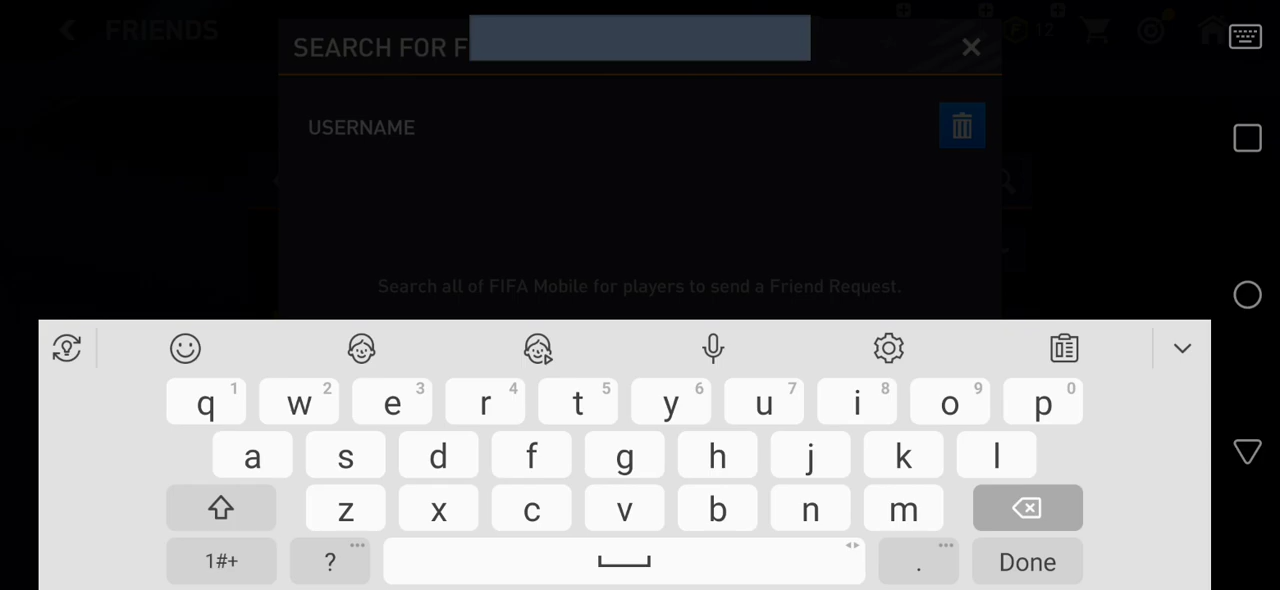 FRIENDS
12
SEARCH FOR F
USERNAME
Search all of FIFA Mobile for players to send a Friend Request.
q 1 w 2 e 3 r 4 t 5 y 6 u 7 i 8 o 9 p 0
a s d f g h j k l
z x c v b n m
1#+ ? . Done